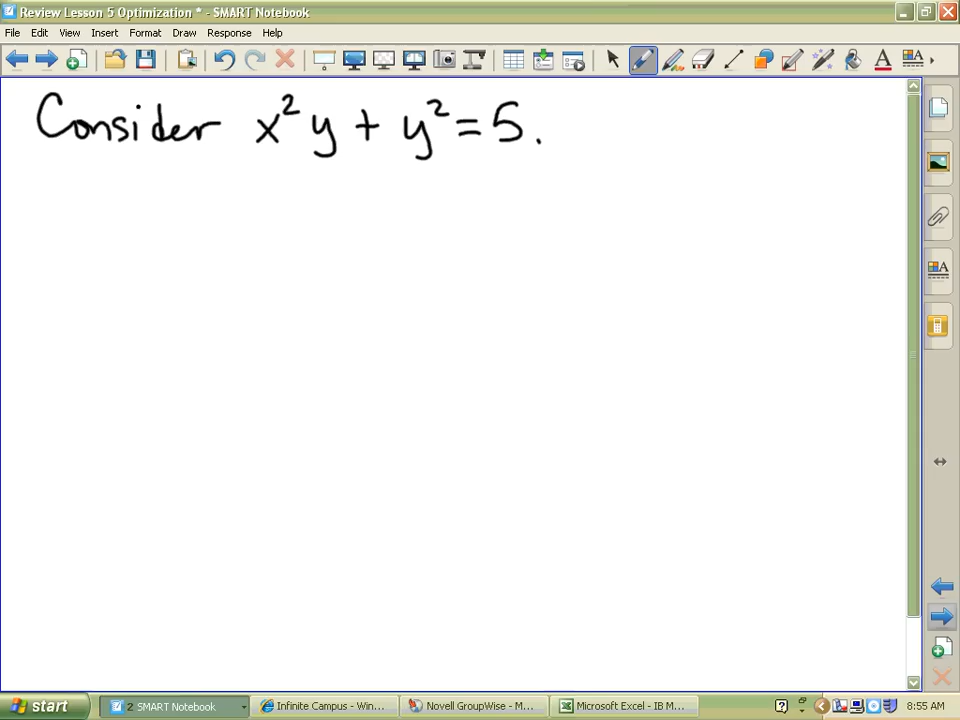 Review Lesson 5 Optimization * - SMART Notebook
File Edit View Insert Format Draw Response Help
Consider x² y + y² = 5.
start
2 SMART Notebook
Infinite Campus - Win...
Novell GroupWise - M...
Microsoft Excel - IB M...
8:55 AM